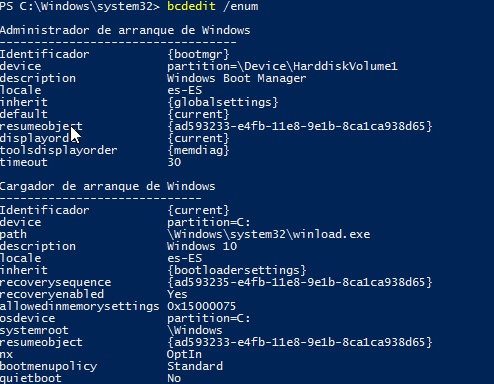 PS C:\Windows\system32> bcdedit /enum
Administrador de arranque de Windows
----------------------------------
Identificador {bootmgr}
device partition=\Device\HarddiskVolume1
description Windows Boot Manager
locale es-ES
inherit {globalsettings}
default {current}
resumeobject {ad593233-e4fb-11e8-9e1b-8ca1ca938d65}
displayorder {current}
toolsdisplayorder {memdiag}
timeout 30
Cargador de arranque de Windows
-----------------------------
Identificador {current}
device partition=C:
path \Windows\system32\winload.exe
description Windows 10
locale es-ES
inherit {bootloadersettings}
recoverysequence {ad593235-e4fb-11e8-9e1b-8ca1ca938d65}
recoveryenabled Yes
allowedinmemorysettings 0x15000075
osdevice partition=C:
systemroot \Windows
resumeobject {ad593233-e4fb-11e8-9e1b-8ca1ca938d65}
nx OptIn
bootmenupolicy Standard
quietboot No